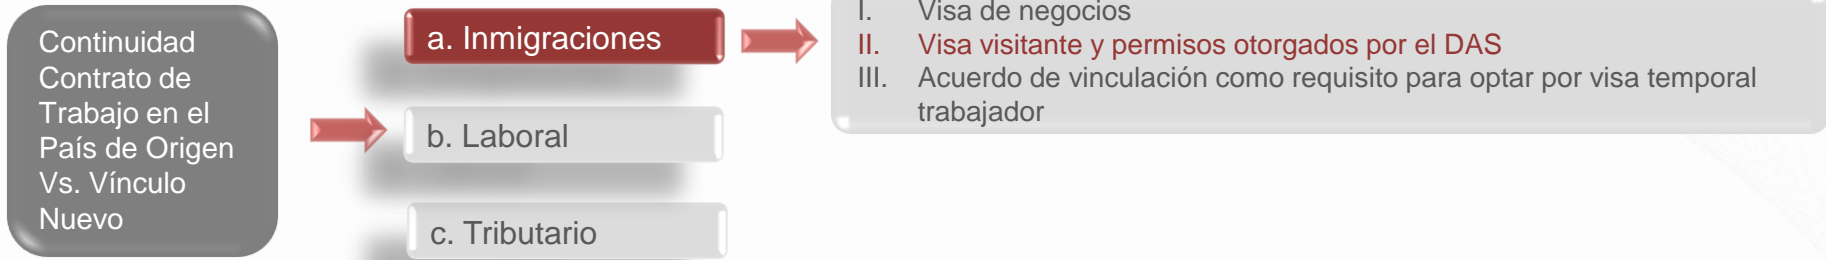 Continuidad
Contrato de
Trabajo en el
País de Origen
Vs. Vínculo
Nuevo
a. Inmigraciones
b. Laboral
c. Tributario
I. Visa de negocios
II. Visa visitante y permisos otorgados por el DAS
III. Acuerdo de vinculación como requisito para optar por visa temporal
trabajador